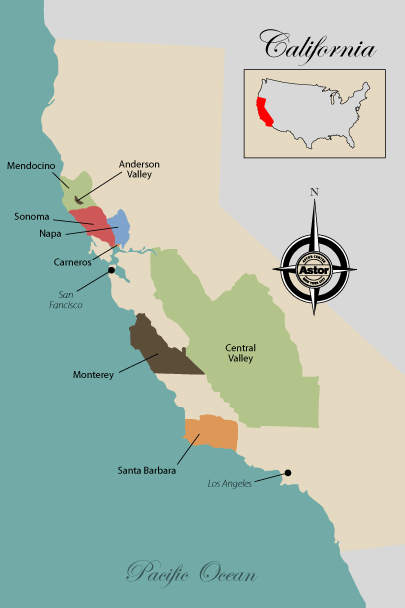 California
Mendocino
Anderson
Valley
Sonoma
Napa
Carneros
San
Fancisco
N
Astor
Central
Valley
Monterey
Santa Barbara
Los Angeles
Pacific Ocean